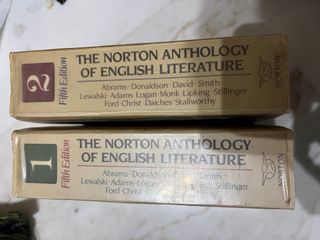 2
Fifth Edition
THE NORTON ANTHOLOGY
OF ENGLISH LITERATURE
Abrams · Donaldson · David · Smith
Lewalski · Adams · Logan · Monk · Lipking · Stillinger
Ford · Christ · Daiches · Stallworthy
NORTON
1
Fifth Edition
THE NORTON ANTHOLOGY
OF ENGLISH LITERATURE
Abrams · Donaldson · David · Smith
Lewalski · Adams · Logan Stillinger
Ford · Christ
NORTON